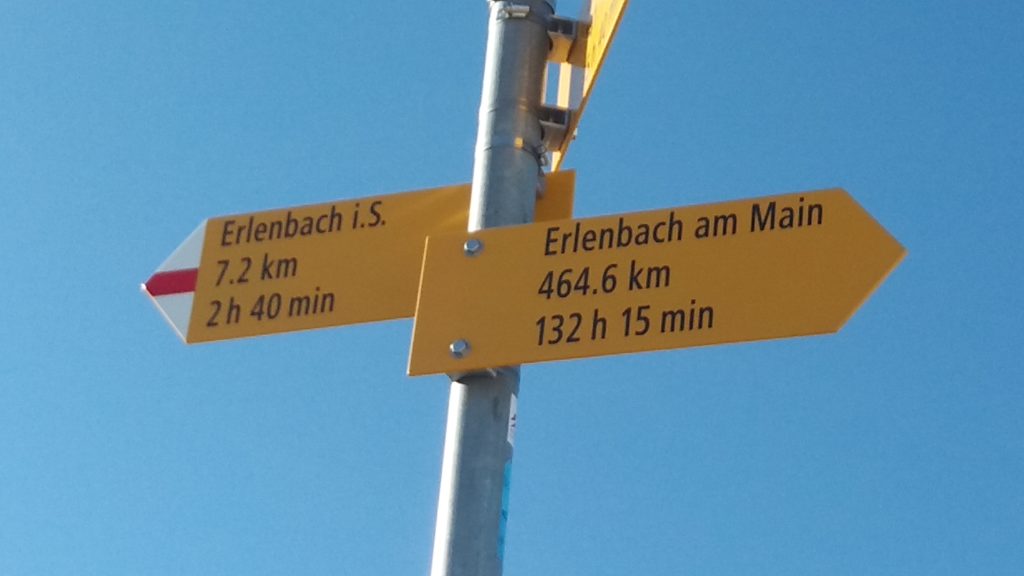 Erlenbach i.S.
7.2 km
2 h 40 min
Erlenbach am Main
464.6 km
132 h 15 min